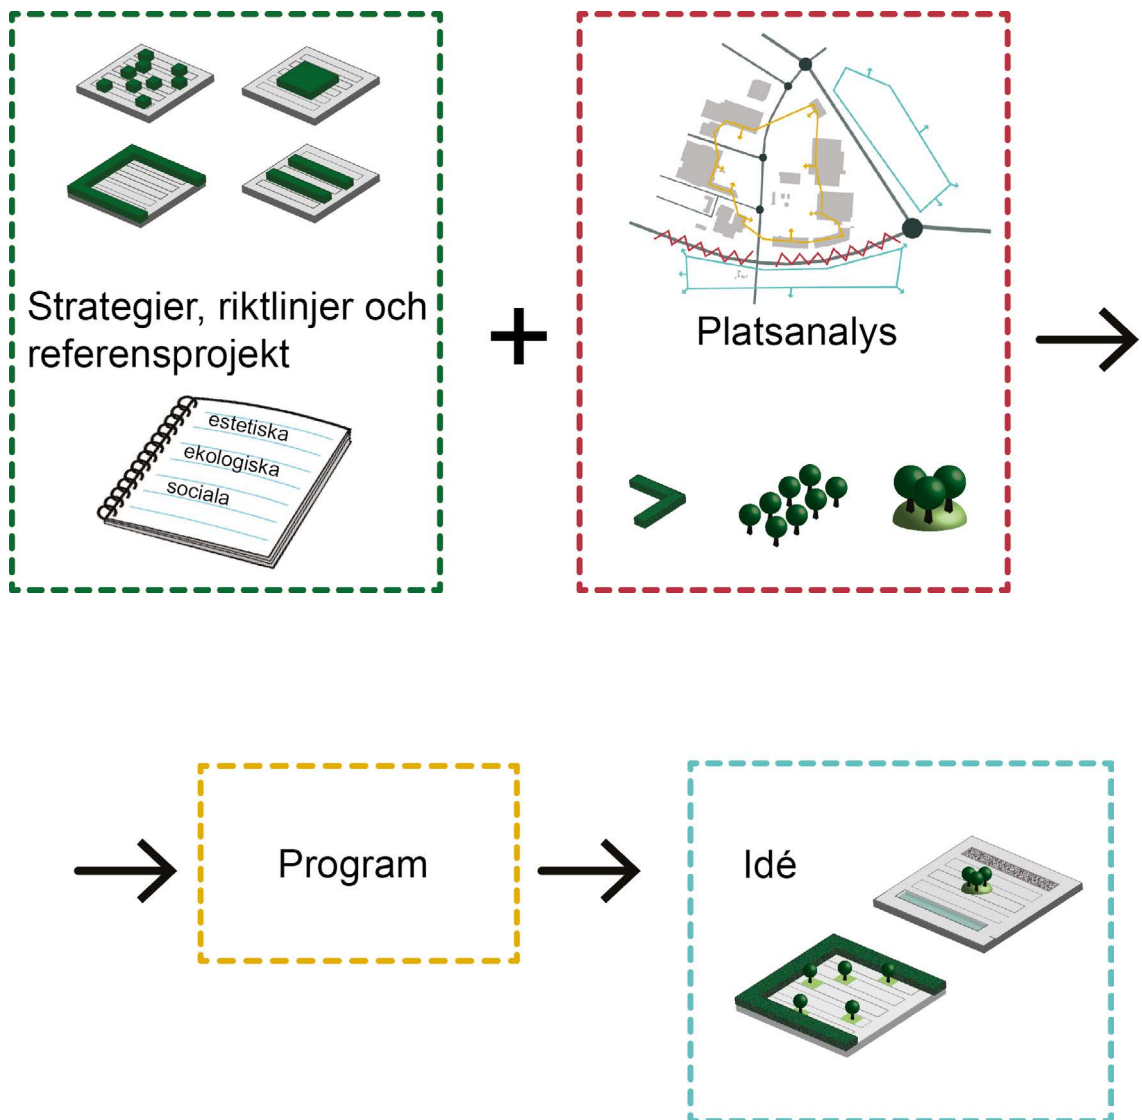 Strategier, riktlinjer och
referensprojekt
estetiska
ekologiska
sociala
+
Platsanalys
Program
Idé